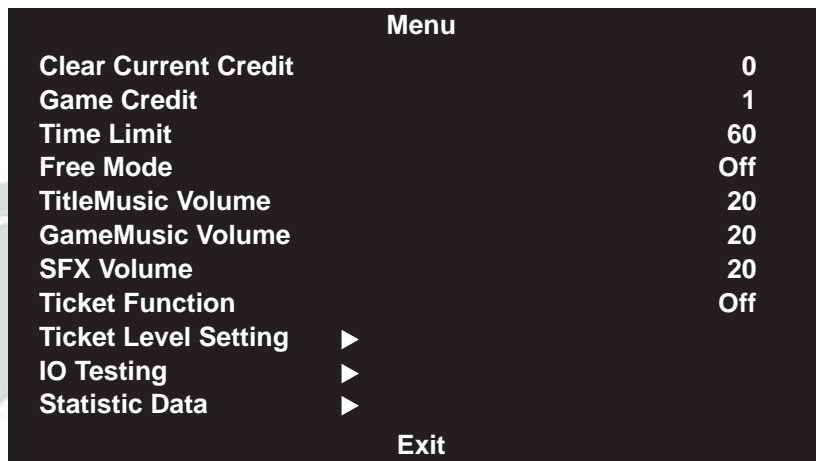 Menu
Clear Current Credit 0
Game Credit 1
Time Limit 60
Free Mode Off
TitleMusic Volume 20
GameMusic Volume 20
SFX Volume 20
Ticket Function Off
Ticket Level Setting ▶
IO Testing ▶
Statistic Data ▶
Exit